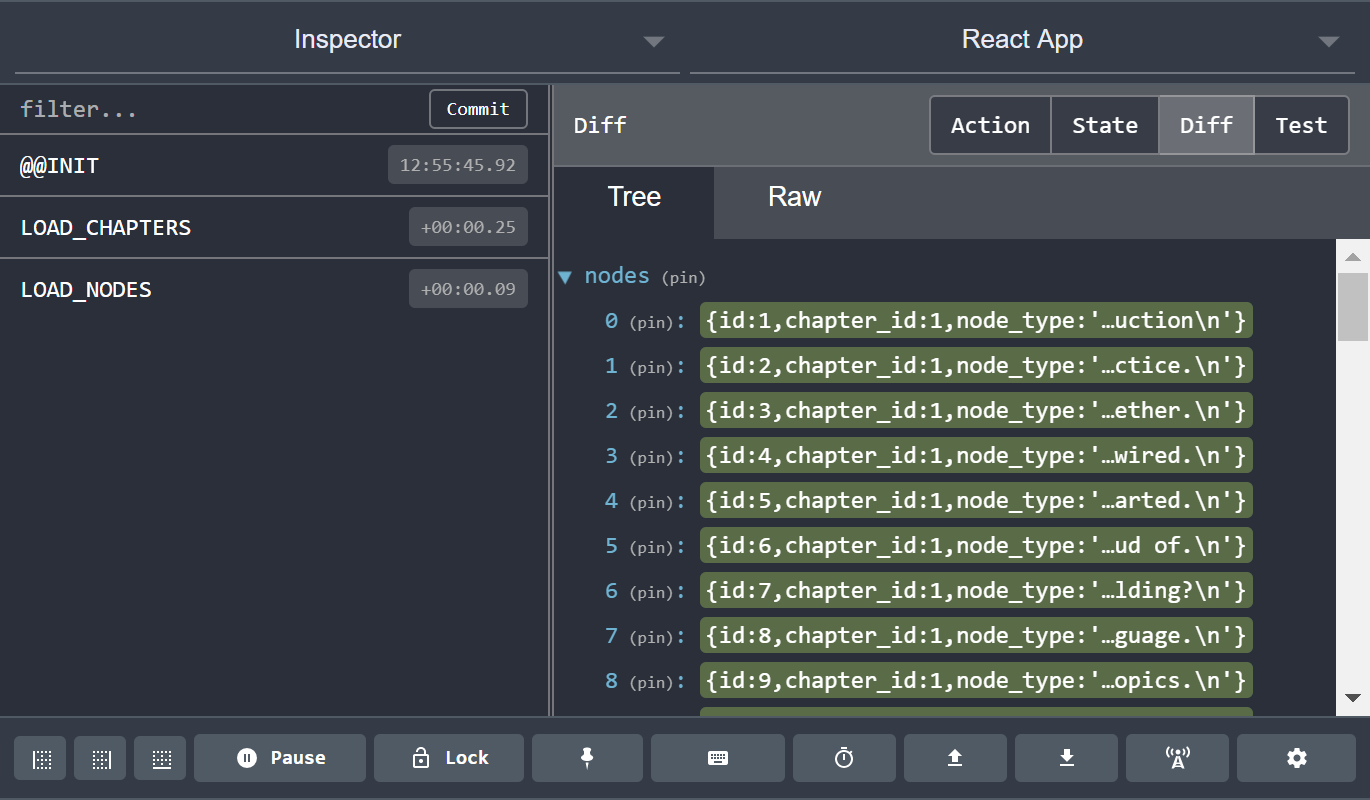 Inspector
React App
filter...
Commit
@@INIT
12:55:45.92
LOAD_CHAPTERS
+00:00.25
LOAD_NODES
+00:00.09
Diff
Action
State
Diff
Test
Tree
Raw
nodes (pin)
0 (pin): {id:1,chapter_id:1,node_type:'…uction\n'}
1 (pin): {id:2,chapter_id:1,node_type:'…ctice.\n'}
2 (pin): {id:3,chapter_id:1,node_type:'…ether.\n'}
3 (pin): {id:4,chapter_id:1,node_type:'…wired.\n'}
4 (pin): {id:5,chapter_id:1,node_type:'…arted.\n'}
5 (pin): {id:6,chapter_id:1,node_type:'…ud of.\n'}
6 (pin): {id:7,chapter_id:1,node_type:'…lding?\n'}
7 (pin): {id:8,chapter_id:1,node_type:'…guage.\n'}
8 (pin): {id:9,chapter_id:1,node_type:'…opics.\n'}
Pause
Lock